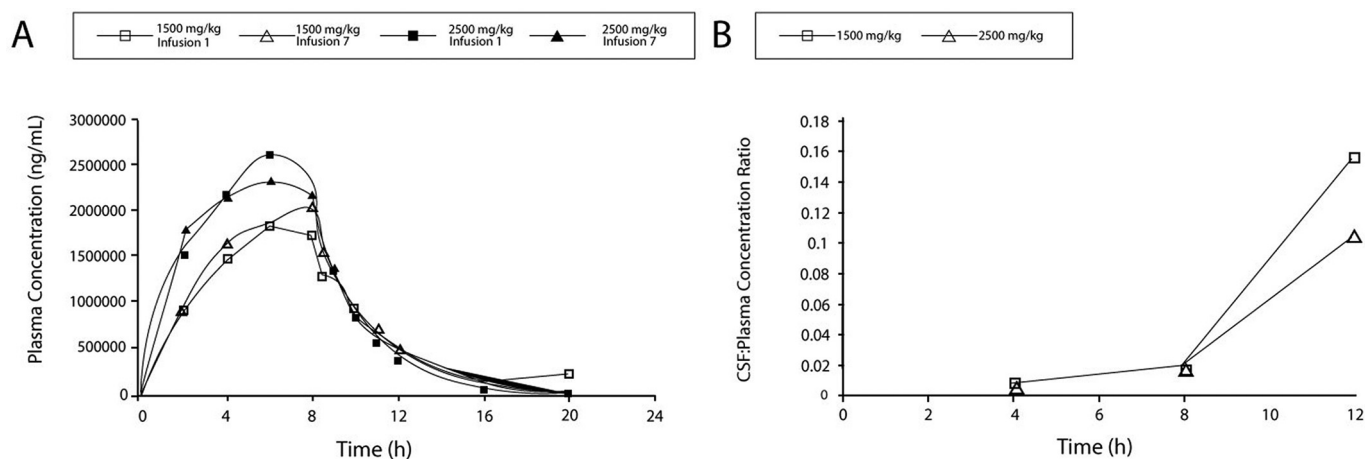 A
1500 mg/kg
Infusion 1
1500 mg/kg
Infusion 7
2500 mg/kg
Infusion 1
2500 mg/kg
Infusion 7
Plasma Concentration (ng/mL)
3000000
2500000
2000000
1500000
1000000
500000
0
0
4
8
12
16
20
24
Time (h)
B
1500 mg/kg
2500 mg/kg
CSF:Plasma Concentration Ratio
0.18
0.16
0.14
0.12
0.1
0.08
0.06
0.04
0.02
0
0
2
4
6
8
10
12
Time (h)